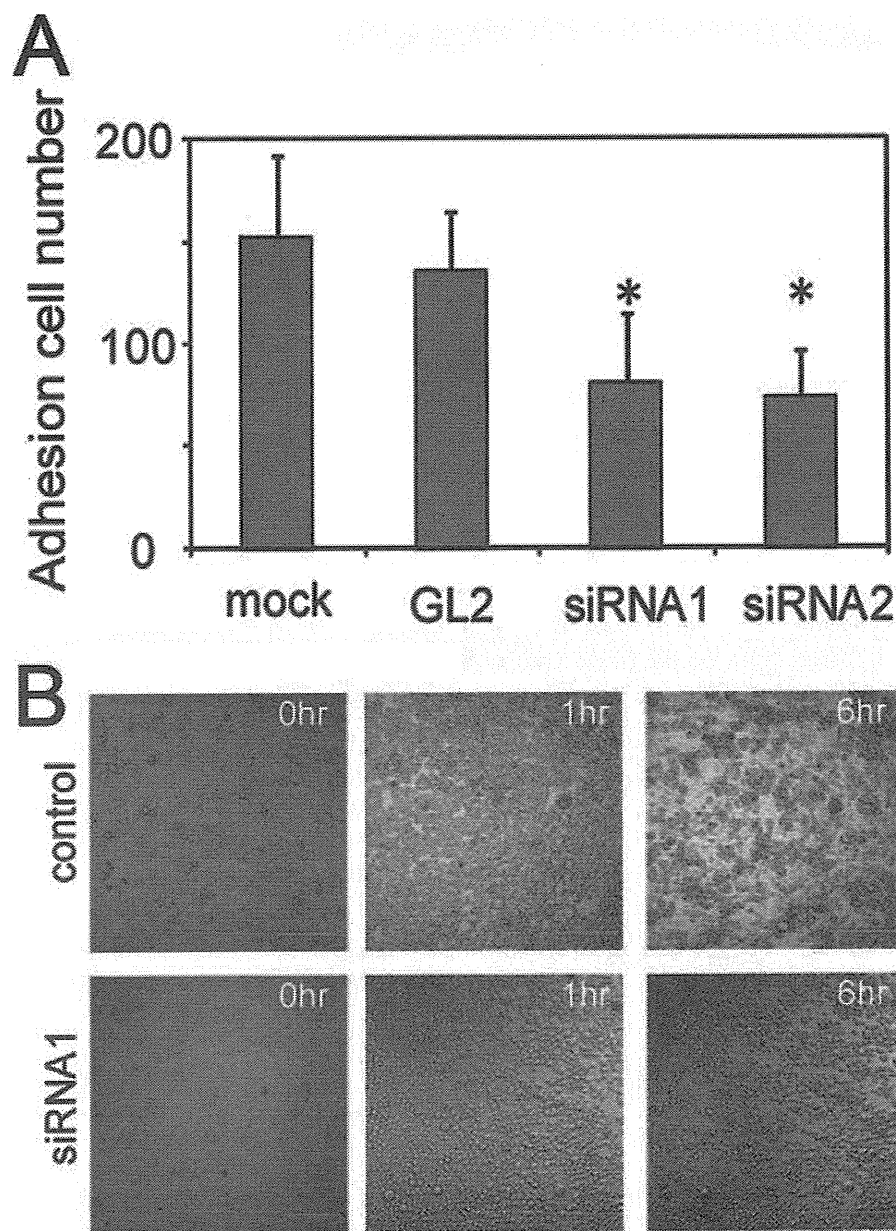 A
Adhesion cell number
200
100
0
*
*
mock GL2 siRNA1 siRNA2
B
control
0hr 1hr 6hr
siRNA1
0hr 1hr 6hr